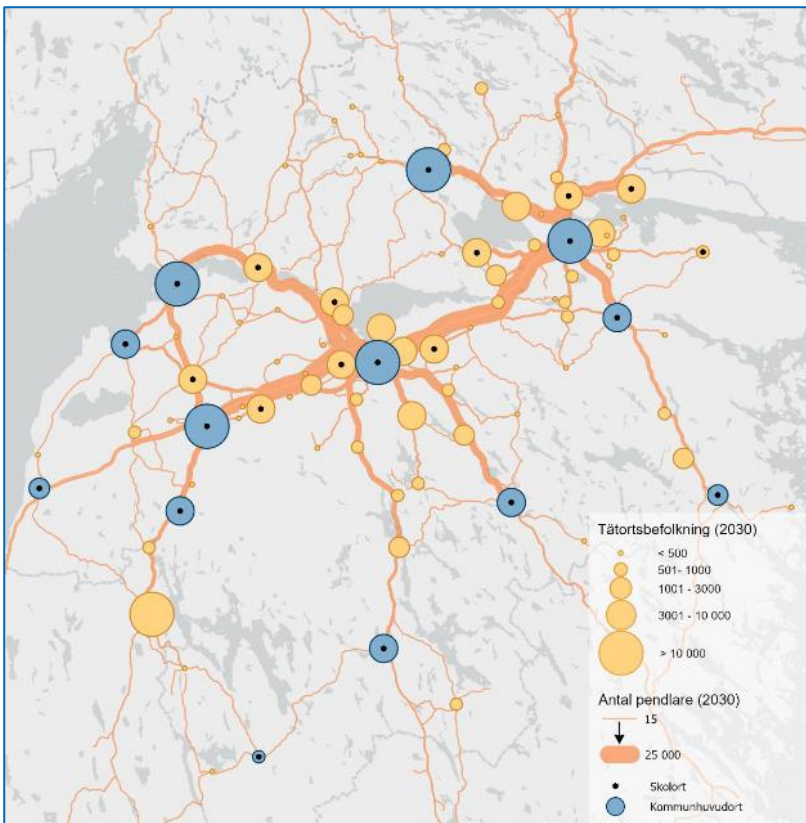 Tätortsbefolkning (2030)
< 500
501- 1000
1001 - 3000
3001 - 10 000
> 10 000
Antal pendlare (2030)
15
25 000
Skolort
Kommunhuvudort